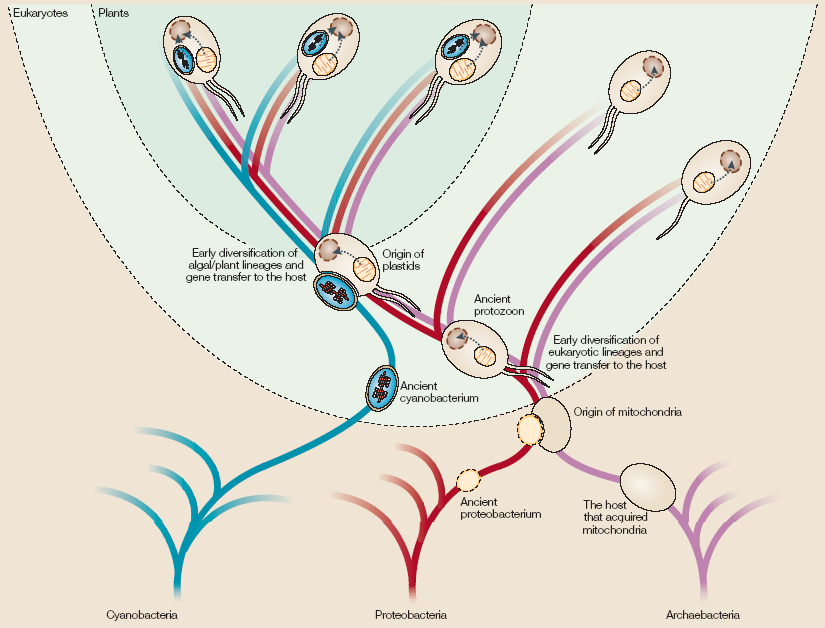 Eukaryotes
Plants
Early diversification of
algal/plant lineages and
gene transfer to the host
Origin of
plastids
Ancient
protozoon
Early diversification of
eukaryotic lineages and
gene transfer to the host
Ancient
cyanobacterium
Origin of mitochondria
Ancient
proteobacterium
The host
that acquired
mitochondria
Cyanobacteria
Proteobacteria
Archaebacteria